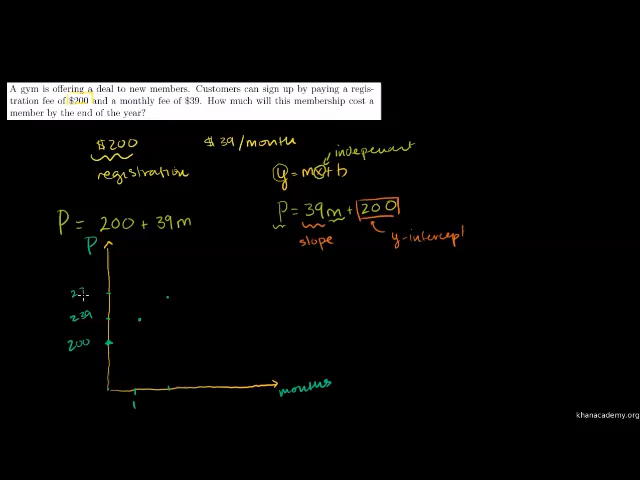 A gym is offering a deal to new members. Customers can sign up by paying a regis-
tration fee of $200 and a monthly fee of $39. How much will this membership cost a
member by the end of the year?
$200 $39/month
registration
independant
y = mx + b
P = 200 + 39m
P = 39m + 200
slope
y-intercept
P
239
200
months
1
khanacademy.org